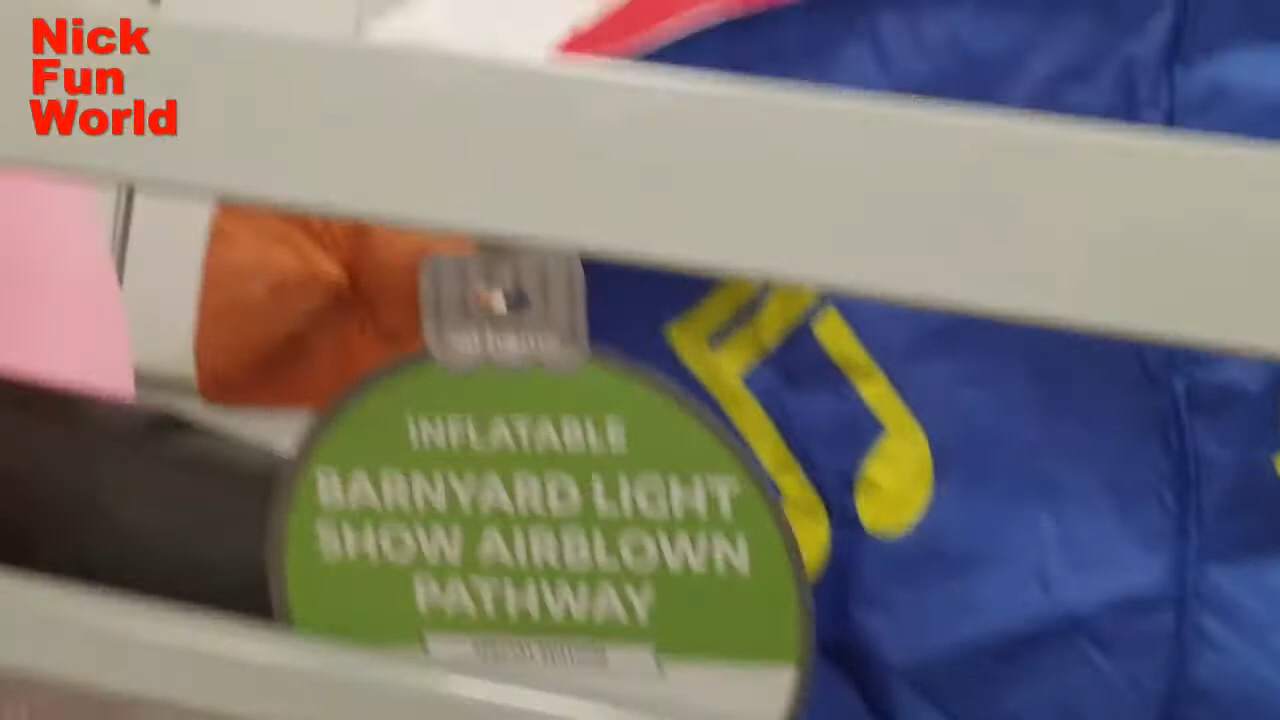 Nick
Fun
World
INFLATABLE
BARNYARD LIGHT
SHOW AIRBLOWN
PATHWAY